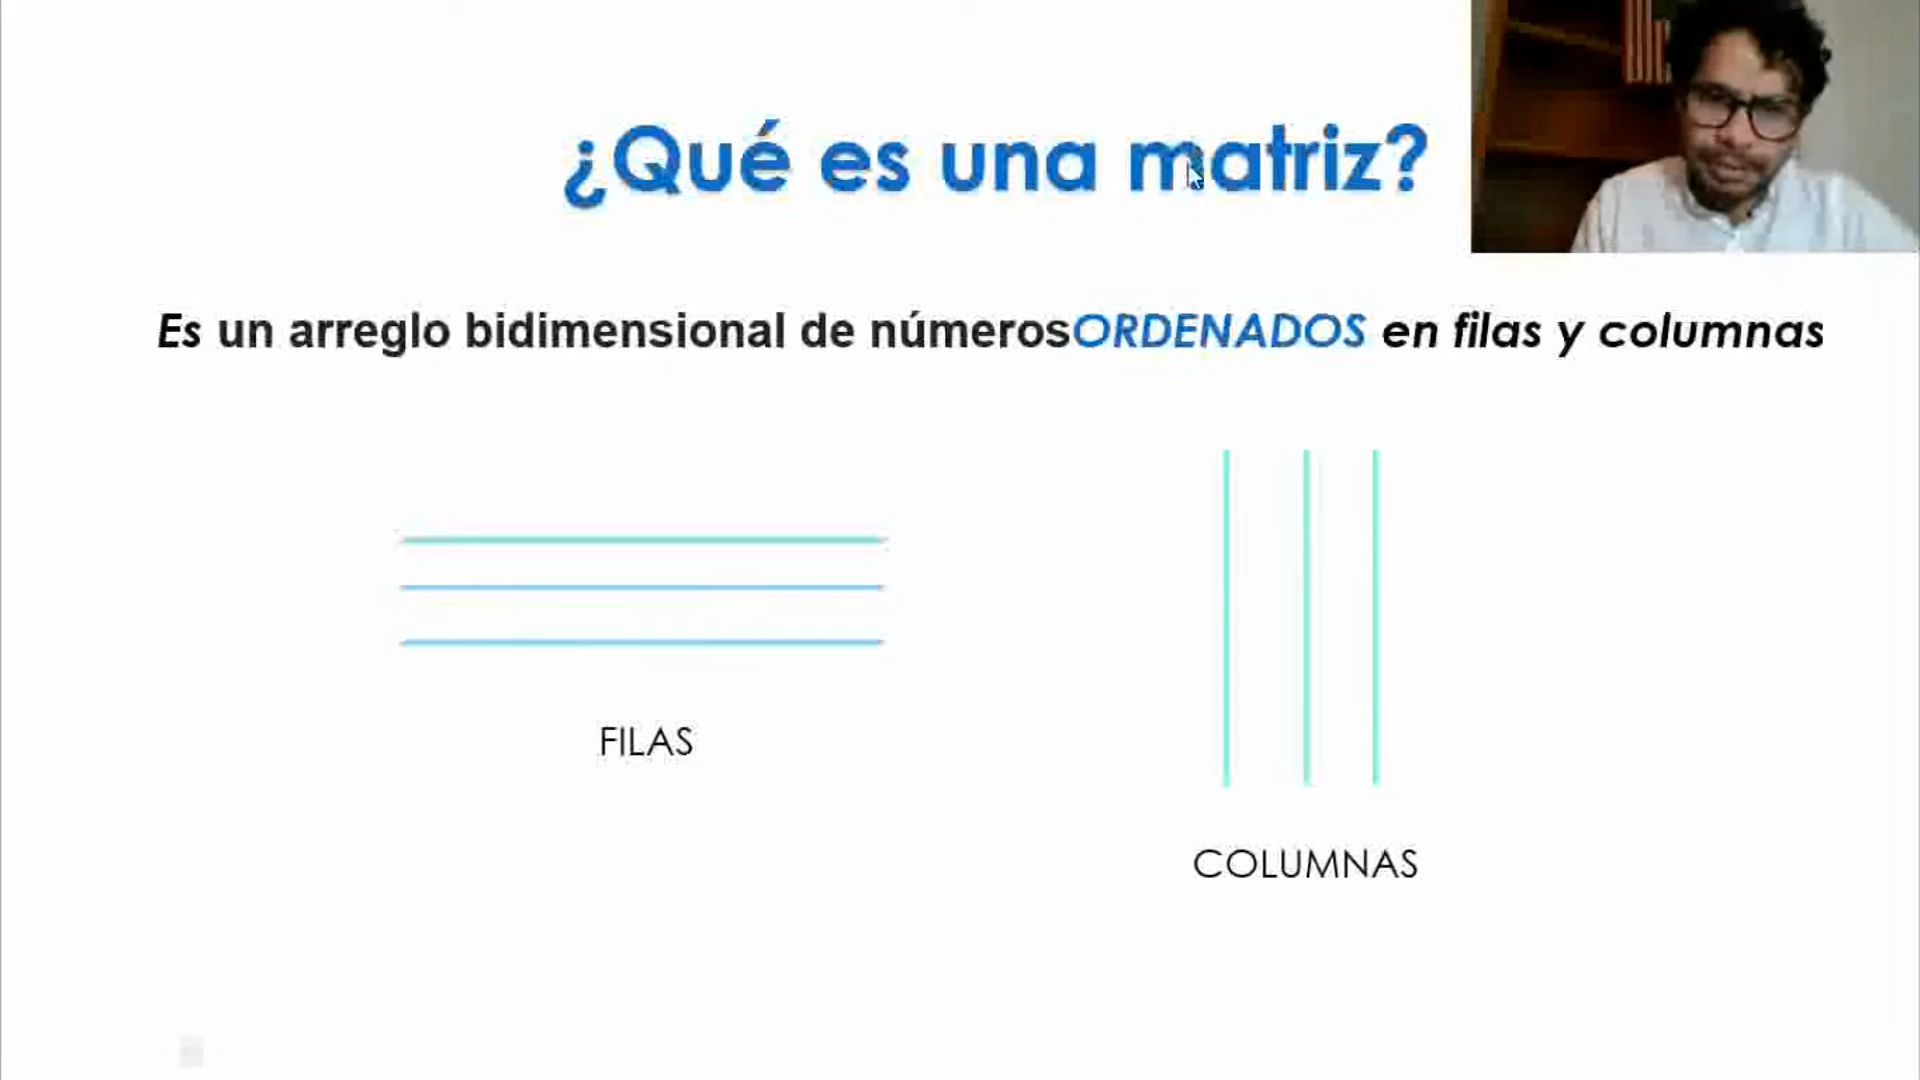 ¿Qué es una matriz?
Es un arreglo bidimensional de númerosORDENADOS en filas y columnas
FILAS
COLUMNAS